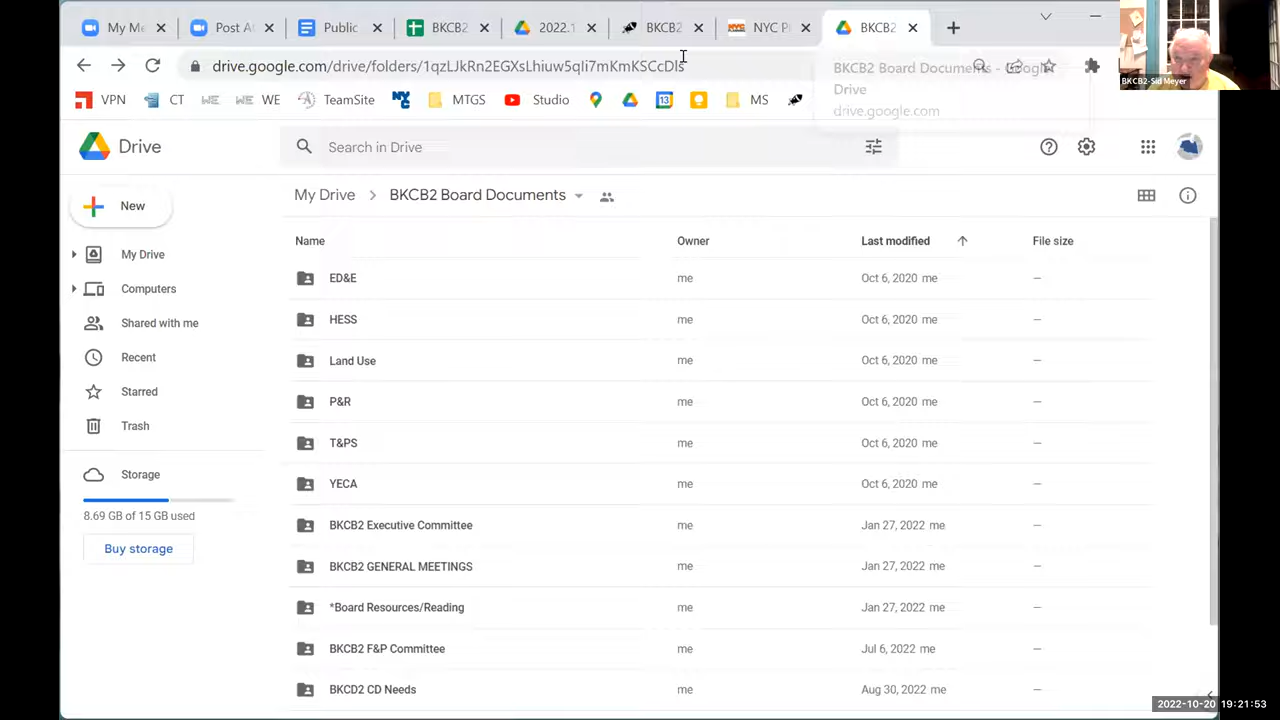 My M
Post Al
Public
BKCB
2022
CB2
BKCB2
drive.google.com/drive/folders/
BKCB2 Board Documents - Google
Drive
drive.google.com
BKCB2-Sid Meyer
VPN
CT
WE
WE
TeamSite
MTGS
Studio
MS
Drive
Search in Drive
New
My Drive
Computers
Shared with me
Recent
Starred
Trash
Storage
8.69 GB of 15 GB used
Buy storage
My Drive > BKCB2 Board Documents
Name Owner Last modified File size
ED&E me Oct 6, 2020 me –
HESS me Oct 6, 2020 me –
Land Use me Oct 6, 2020 me –
P&R me Oct 6, 2020 me –
T&PS me Oct 6, 2020 me –
YECA me Oct 6, 2020 me –
BKCB2 Executive Committee me Jan 27, 2022 me –
BKCB2 GENERAL MEETINGS me Jan 27, 2022 me –
*Board Resources/Reading me Jan 27, 2022 me –
BKCB2 F&P Committee me Jul 6, 2022 me –
BKCD2 CD Needs me Aug 30, 2022 me –
2022-10-20 19:21:53